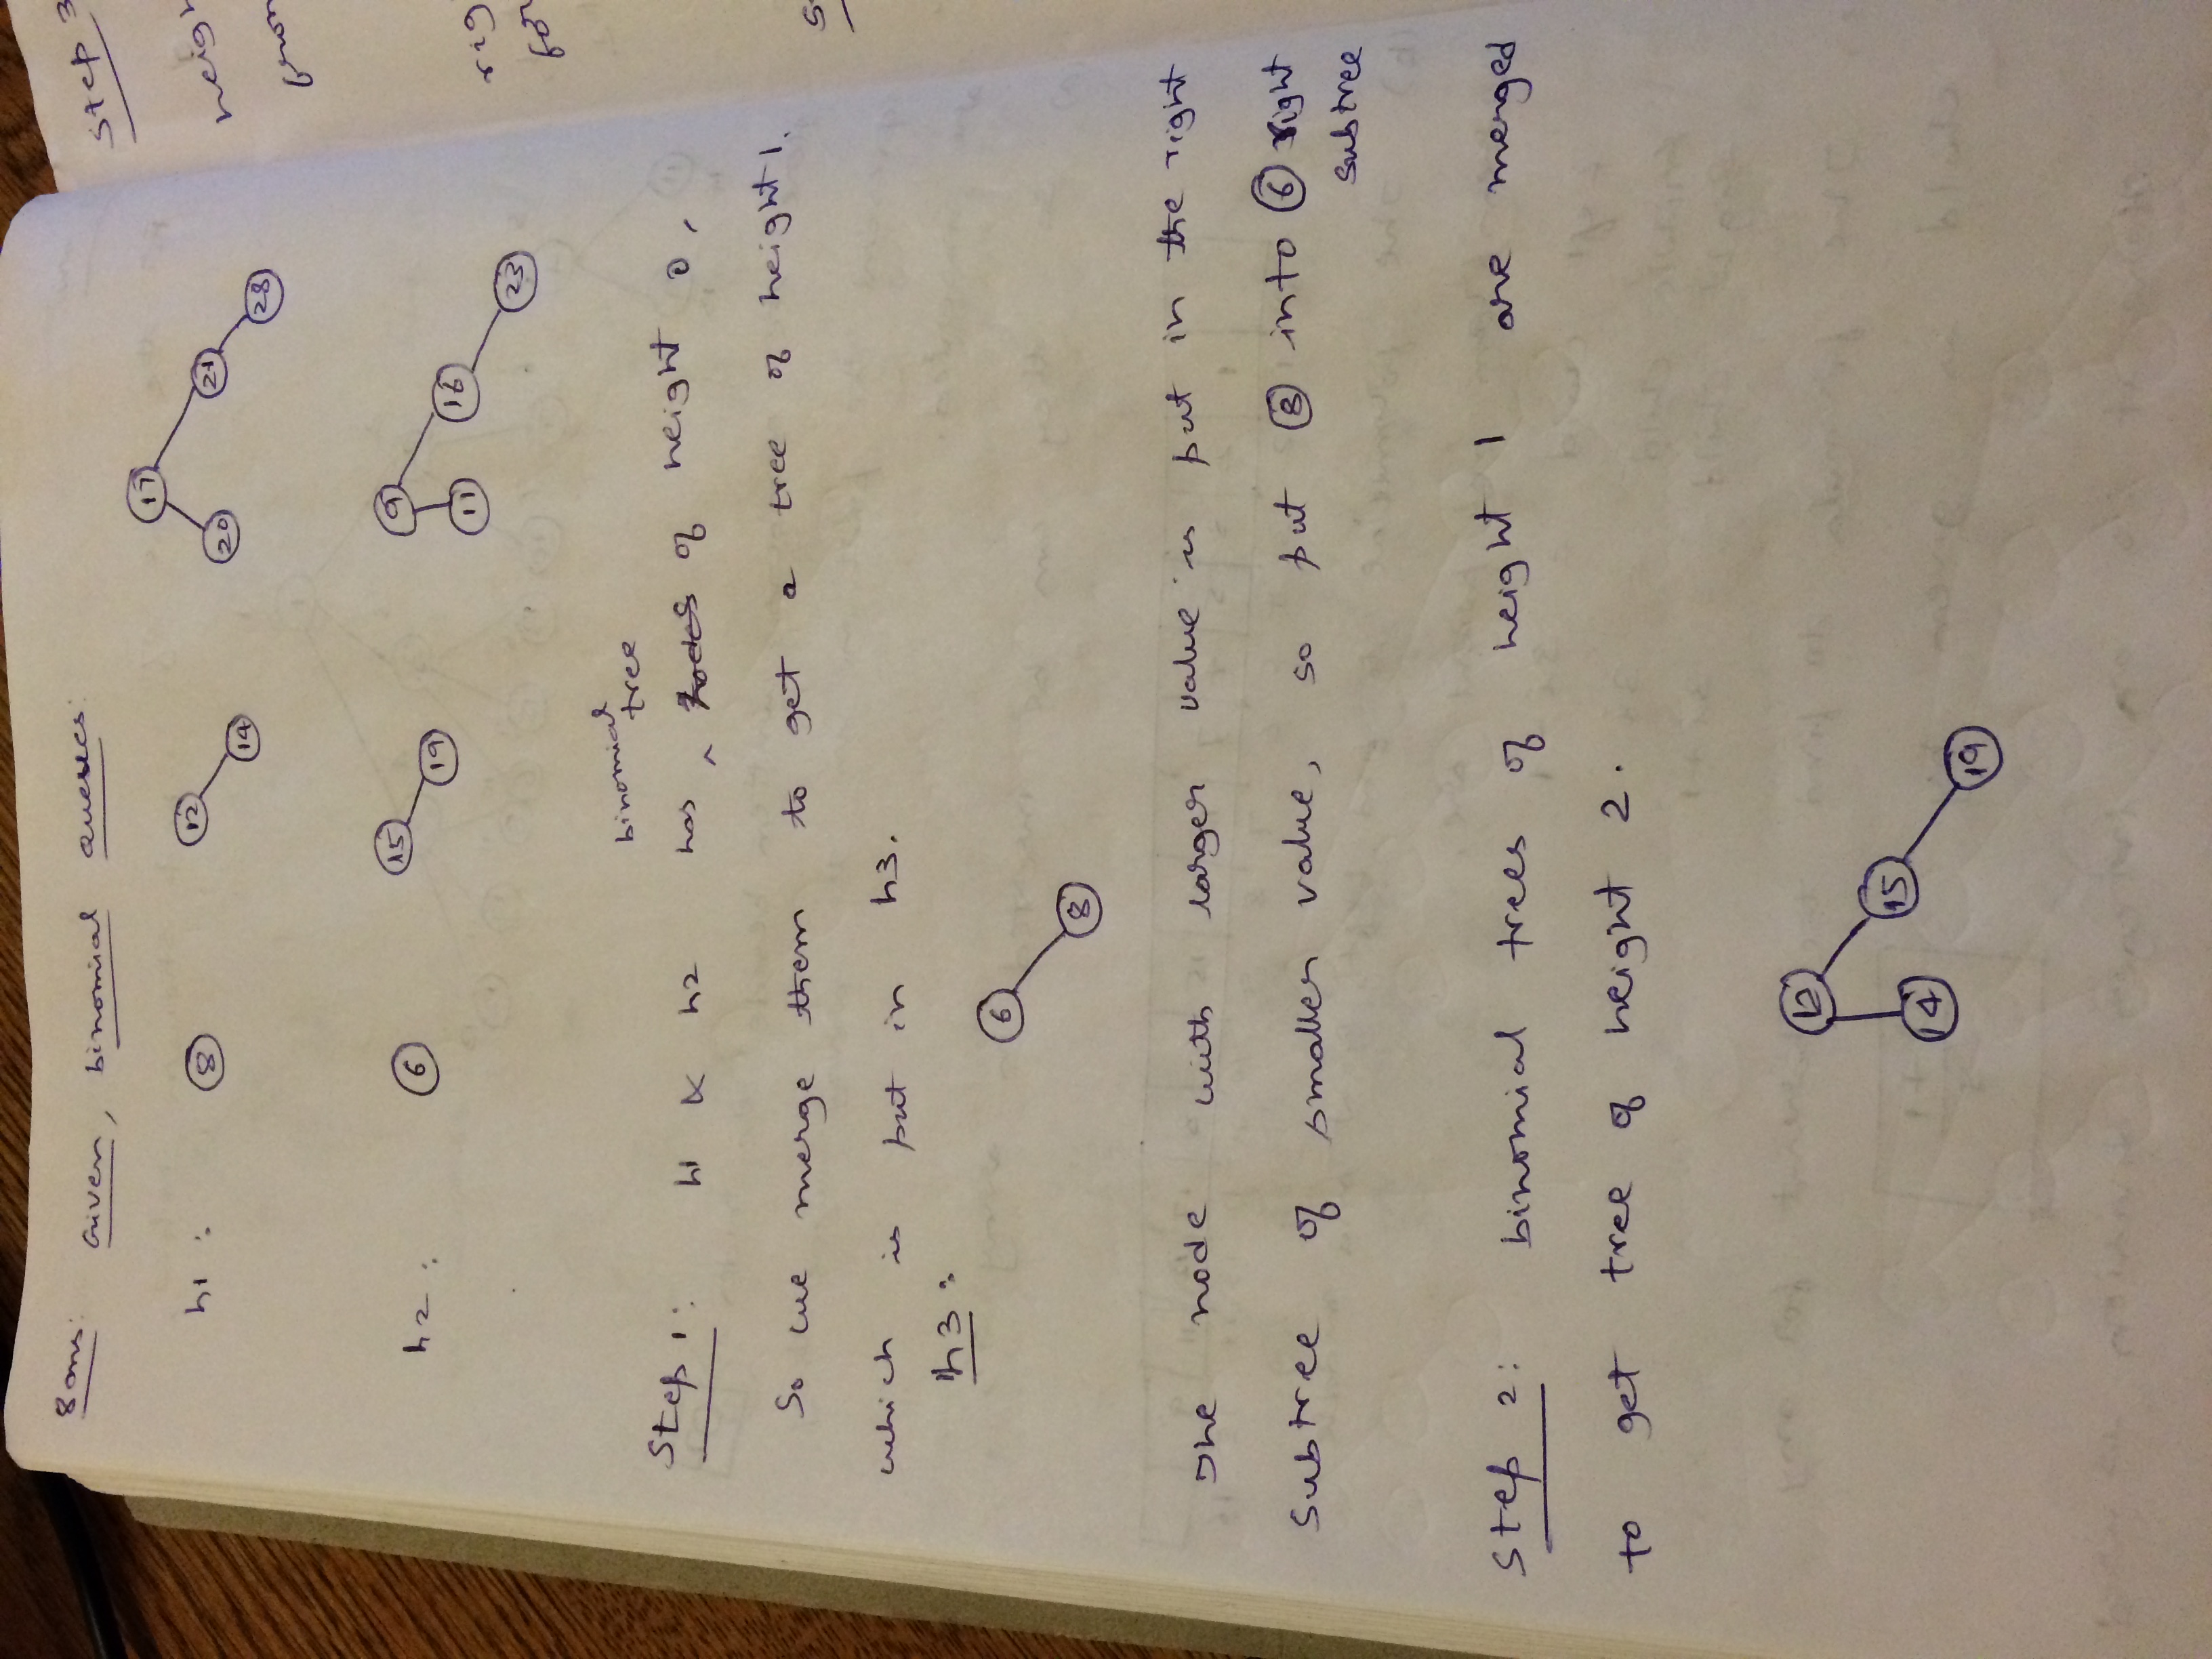 8 ans: Given, binomial queues:
h1 : 8 12 14 17 20 21 28
h2 : 6 15 19 9 11 16 23
binomial tree
Step 1: h1 & h2 has ^ nodes of height 0,
So we merge them to get a tree of height 1.
which is put in h3.
h3 :
6
8
The node with larger value is put in the right
subtree of smaller value, so put 8 into 6 right
subtree
Step 2: binomial trees of height 1 are merged
to get tree of height 2.
12
15
14
19
Step 3
heigh
from
rig
for
S